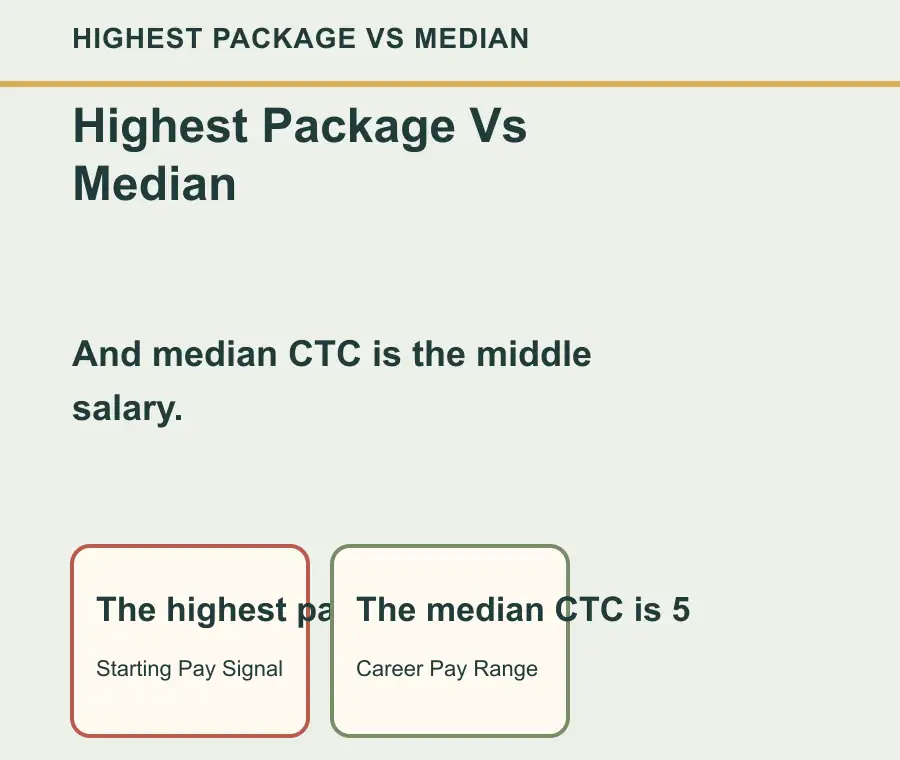 HIGHEST PACKAGE VS MEDIAN
Highest Package Vs
Median
And median CTC is the middle
salary.
The highest
The median CTC is 5
Starting Pay Signal
Career Pay Range